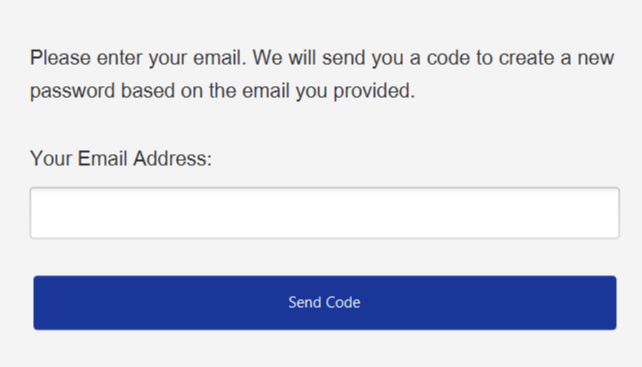 Please enter your email. We will send you a code to create a new
password based on the email you provided.
Your Email Address:
Send Code